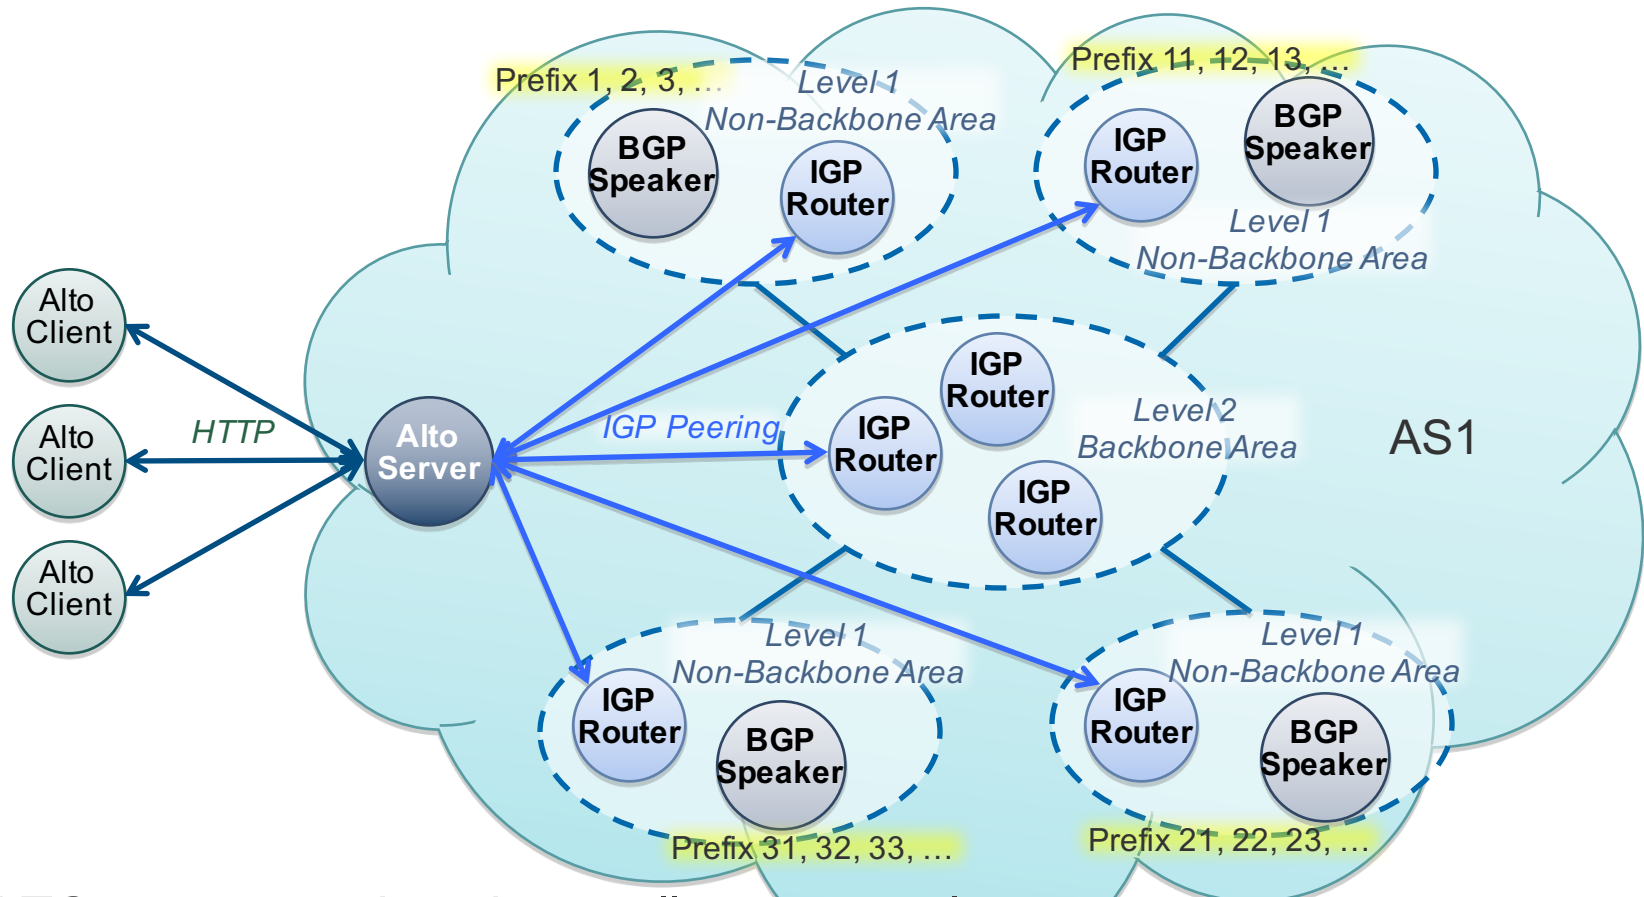 Prefix 1, 2, 3, …
Level 1
Non-Backbone Area
BGP
Speaker
IGP
Router
Prefix 11, 12, 13, …
IGP
Router
BGP
Speaker
Level 1
Non-Backbone Area
Alto
Client
Alto
Client
Alto
Client
HTTP
Alto
Server
IGP Peering
IGP
Router
IGP
Router
IGP
Router
Level 2
Backbone Area
AS1
Level 1
Non-Backbone Area
IGP
Router
BGP
Speaker
Prefix 31, 32, 33, …
Level 1
Non-Backbone Area
IGP
Router
BGP
Speaker
Prefix 21, 22, 23, …